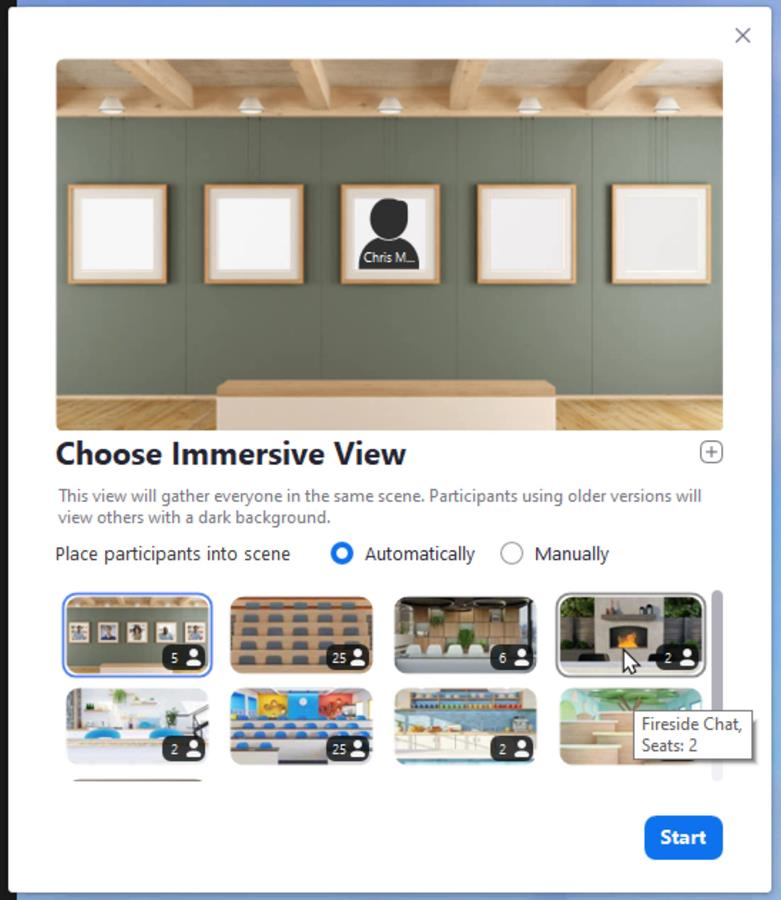 Chris M...
Choose Immersive View
This view will gather everyone in the same scene. Participants using older versions will
view others with a dark background.
Place participants into scene
Automatically
Manually
5
25
6
2
2
25
2
Fireside Chat,
Seats: 2
Start